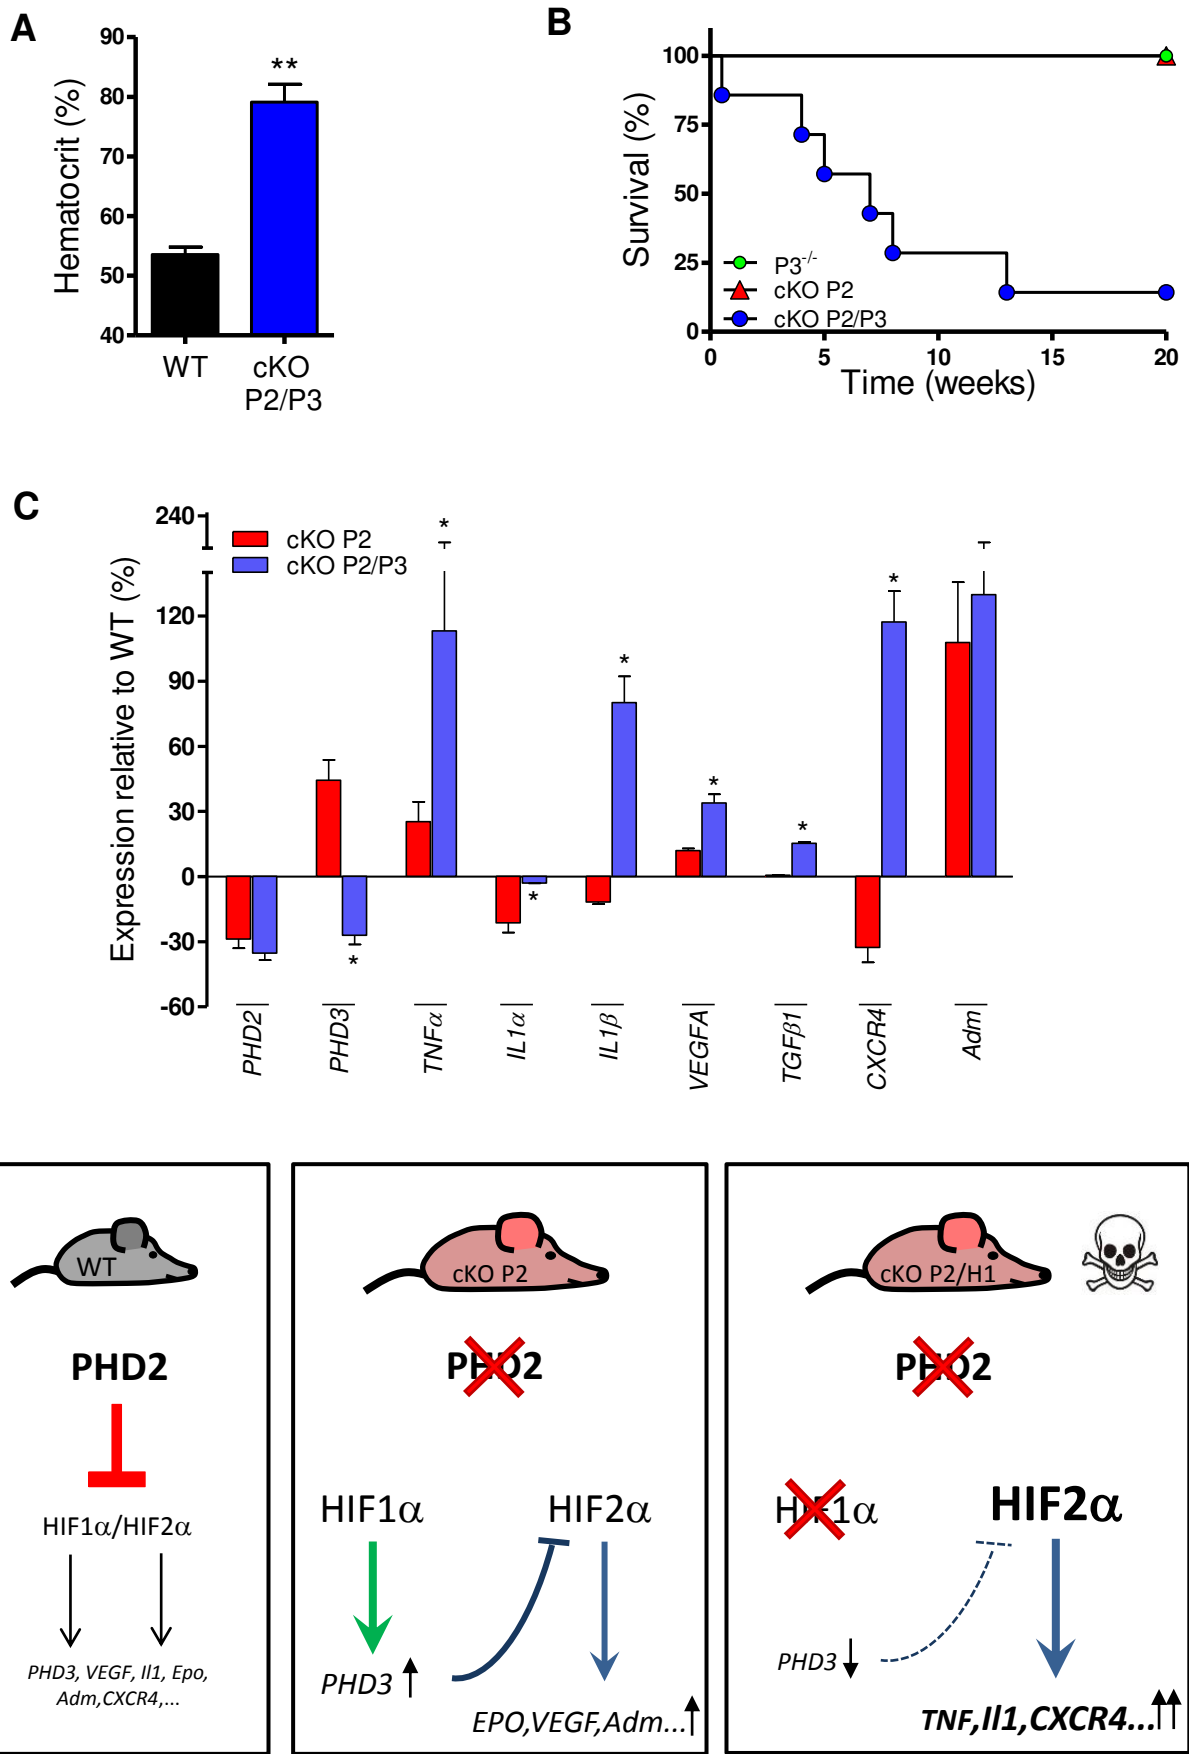 A
Hematocrit (%)
90
80
70
60
50
40
**
WT
cKO
P2/P3
B
Survival (%)
100
75
50
25
0
P3-/-
cKO P2
cKO P2/P3
0 5 10 15 20
Time (weeks)
C
Expression relative to WT (%)
240
120
90
60
30
0
-30
-60
cKO P2
cKO P2/P3
*
*
*
*
*
*
*
PHD2
PHD3
TNFα
IL1α
IL1β
VEGFA
TGFβ1
CXCR4
Adm
WT
PHD2
HIF1α/HIF2α
PHD3, VEGF, Il1, Epo,
Adm,CXCR4,...
cKO P2
PHD2
HIF1α HIF2α
PHD3
EPO,VEGF,Adm...
cKO P2/H1
PHD2
HIF1α HIF2α
PHD3
TNF,Il1,CXCR4...